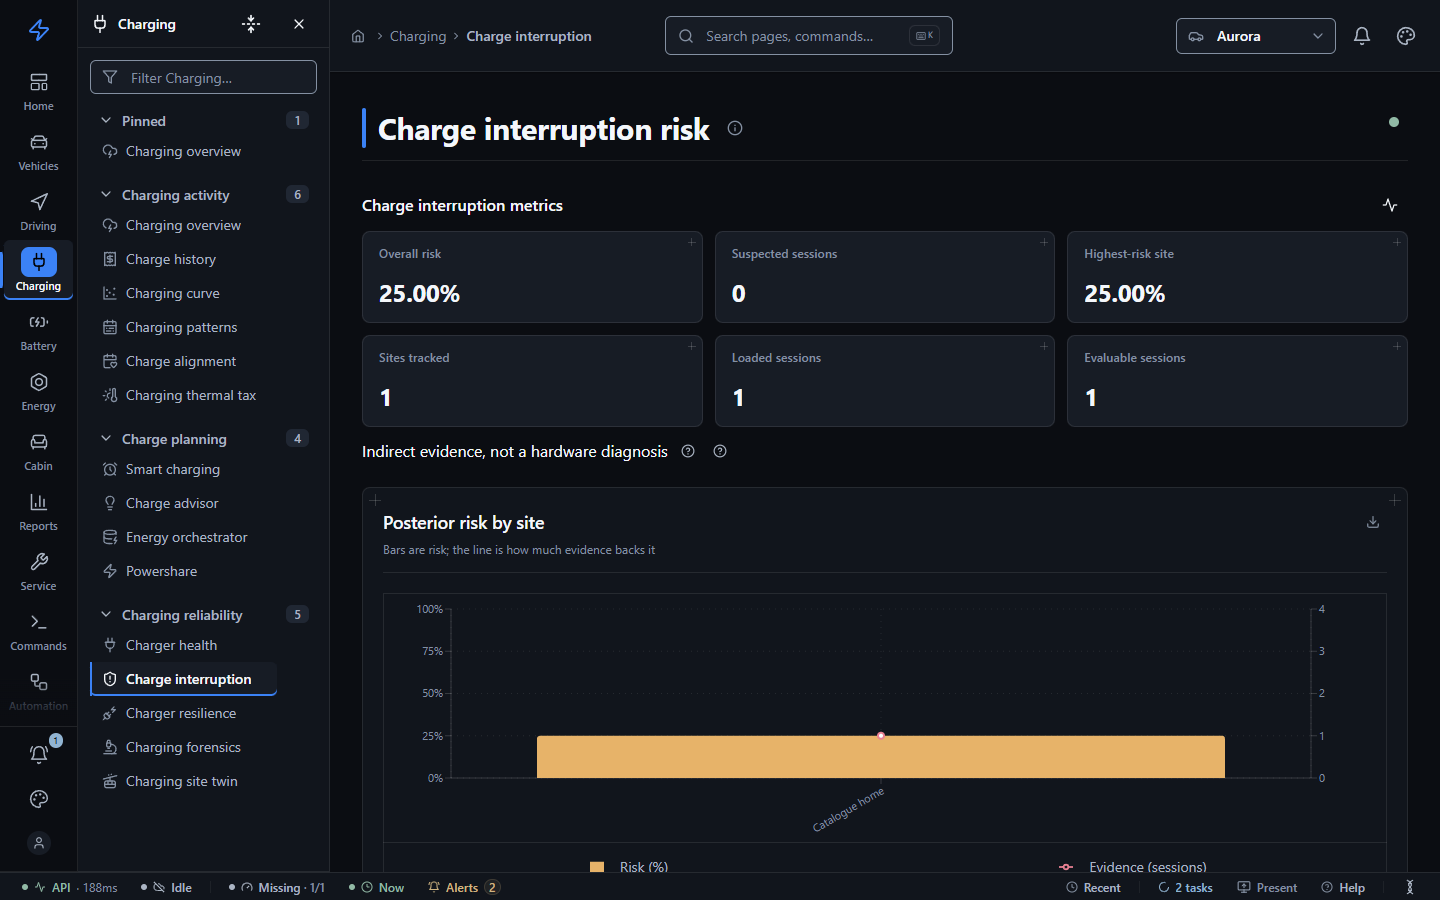 Home
Vehicles
Driving
Charging
Battery
Energy
Cabin
Reports
Service
Commands
Automation
1
Charging
Filter Charging...
Pinned 1
Charging overview
Charging activity 6
Charging overview
Charge history
Charging curve
Charging patterns
Charge alignment
Charging thermal tax
Charge planning 4
Smart charging
Charge advisor
Energy orchestrator
Powershare
Charging reliability 5
Charger health
Charge interruption
Charger resilience
Charging forensics
Charging site twin
Charging > Charge interruption
Search pages, commands... K
Aurora
Charge interruption risk
Charge interruption metrics
Overall risk
25.00%
Suspected sessions
0
Highest-risk site
25.00%
Sites tracked
1
Loaded sessions
1
Evaluable sessions
1
Indirect evidence, not a hardware diagnosis
Posterior risk by site
Bars are risk; the line is how much evidence backs it
100%
75%
50%
25%
0%
4
3
2
1
0
Catalogue home
Risk (%)
Evidence (sessions)
API · 188ms
Idle
Missing · 1/1
Now
Alerts 2
Recent
2 tasks
Present
Help